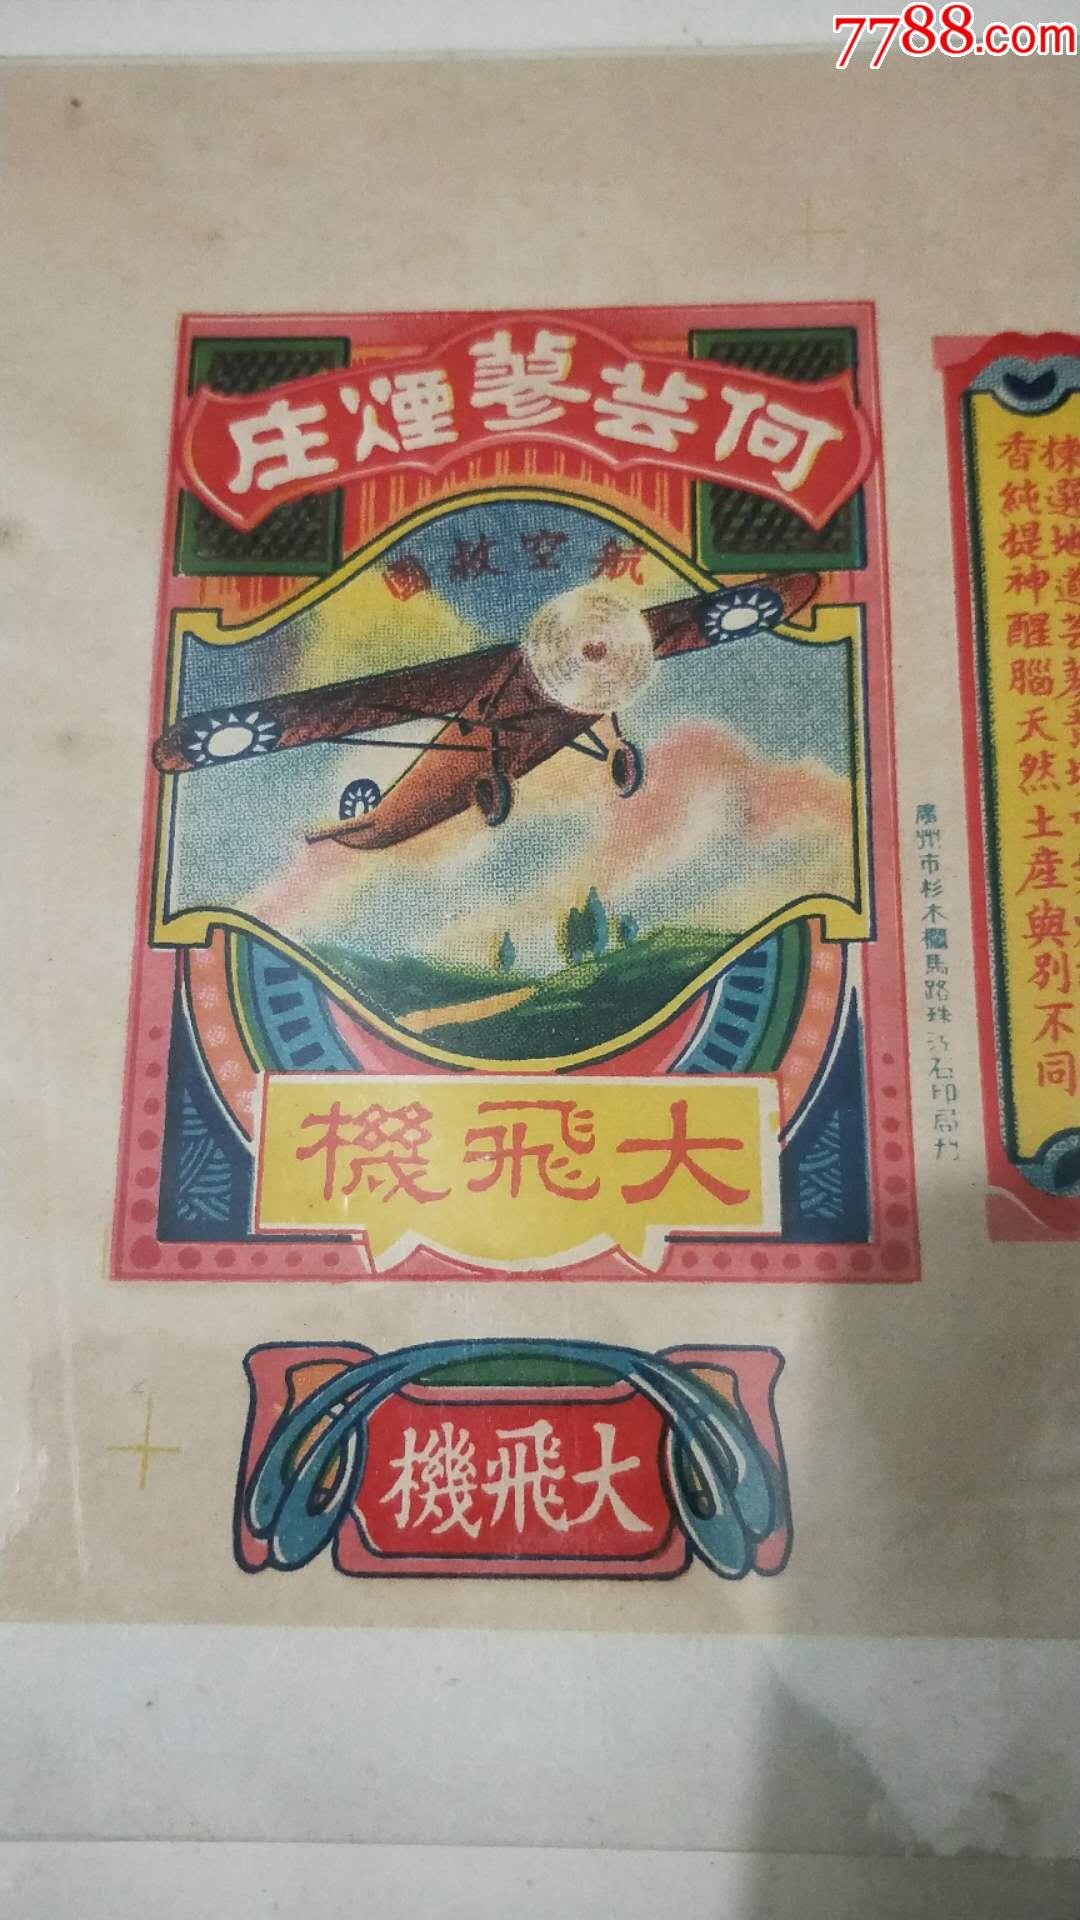 7788.com
何芸蓼煙庄
航空救國
大飛機
大飛機
廣州市杉木欄馬路珠江石印局刊
揀選地道芸
香純提神醒腦天然土產與別不同